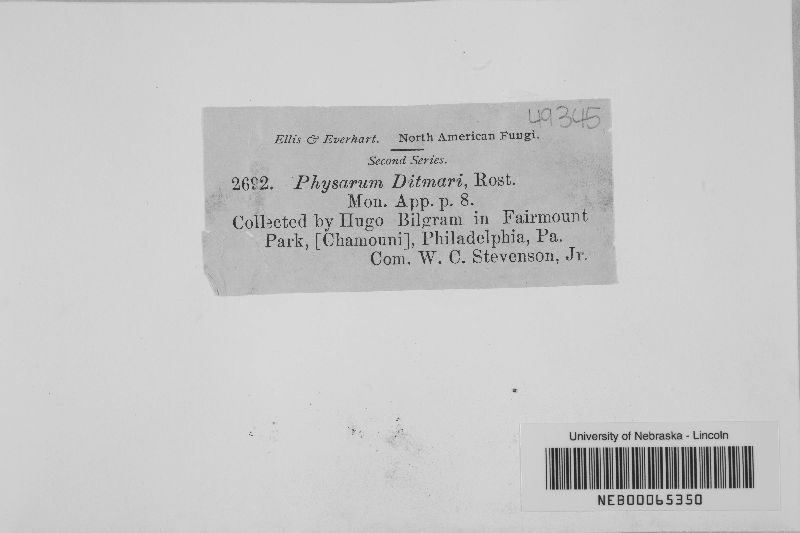 49345
Ellis & Everhart. North American Fungi.
Second Series.
2692. Physarum Ditmari, Rost.
Mon. App. p. 8.
Collected by Hugo Bilgram in Fairmount
Park, [Chamouni], Philadelphia, Pa.
Com. W. C. Stevenson, Jr.
University of Nebraska - Lincoln
NEB00065350